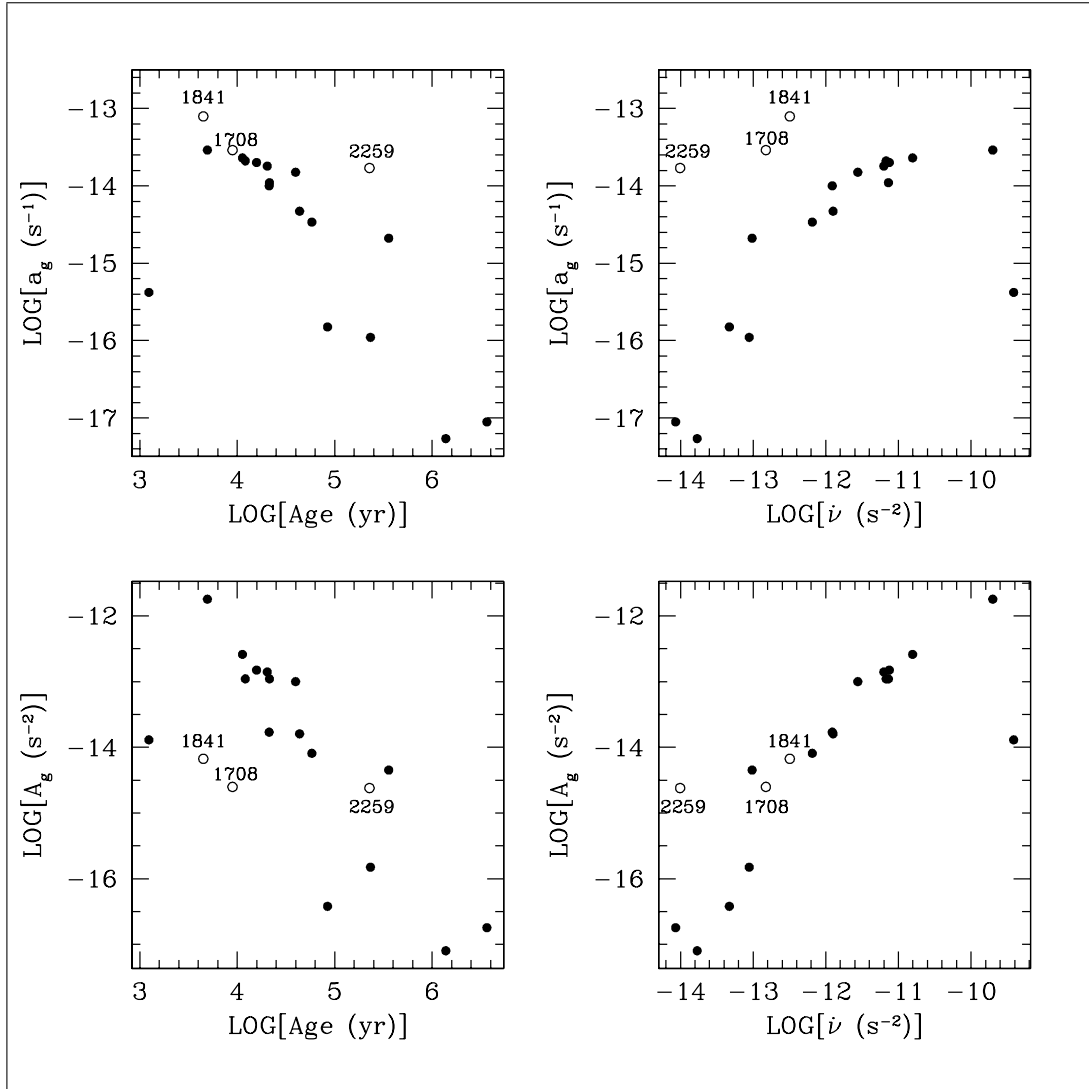 1841
1708
2259
−13
−14
−15
−16
−17
LOG[a_g (s⁻¹)]
3 4 5 6
LOG[Age (yr)]
1841
1708
2259
−13
−14
−15
−16
−17
LOG[a_g (s⁻¹)]
−14 −13 −12 −11 −10
LOG[ν̇ (s⁻²)]
−12
−14
−16
1841
1708
2259
LOG[A_g (s⁻²)]
3 4 5 6
LOG[Age (yr)]
−12
−14
−16
1841
2259 1708
LOG[A_g (s⁻²)]
−14 −13 −12 −11 −10
LOG[ν̇ (s⁻²)]